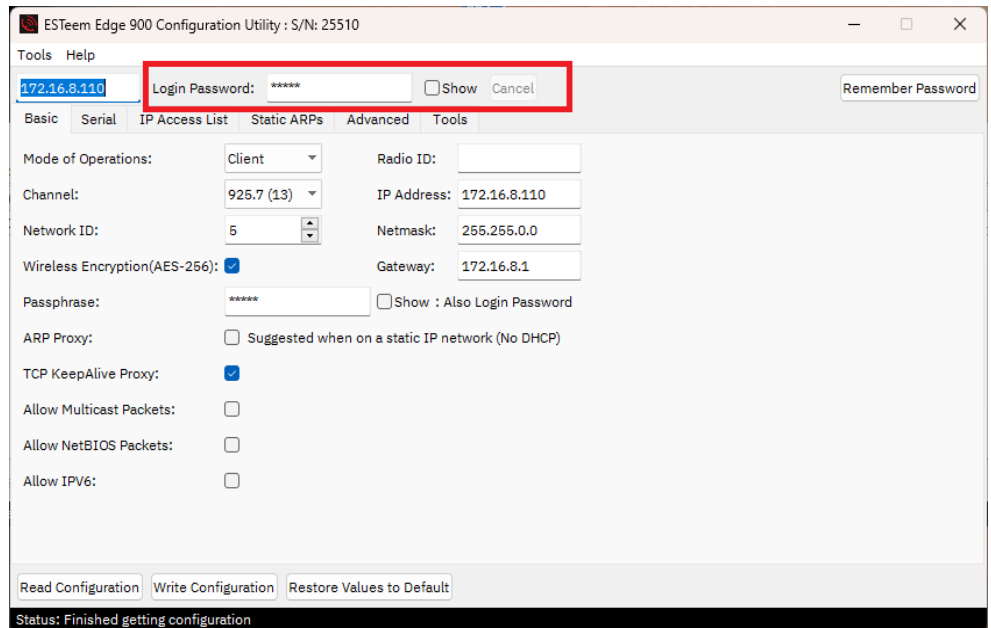 ESTeem Edge 900 Configuration Utility : S/N: 25510
Tools Help
172.16.8.110 Login Password: ***** Show Cancel Remember Password
Basic Serial IP Access List Static ARPs Advanced Tools
Mode of Operations: Client Radio ID:
Channel: 925.7 (13) IP Address: 172.16.8.110
Network ID: 5 Netmask: 255.255.0.0
Wireless Encryption(AES-256): Gateway: 172.16.8.1
Passphrase: ***** Show : Also Login Password
ARP Proxy: Suggested when on a static IP network (No DHCP)
TCP KeepAlive Proxy:
Allow Multicast Packets:
Allow NetBIOS Packets:
Allow IPV6:
Read Configuration Write Configuration Restore Values to Default
Status: Finished getting configuration